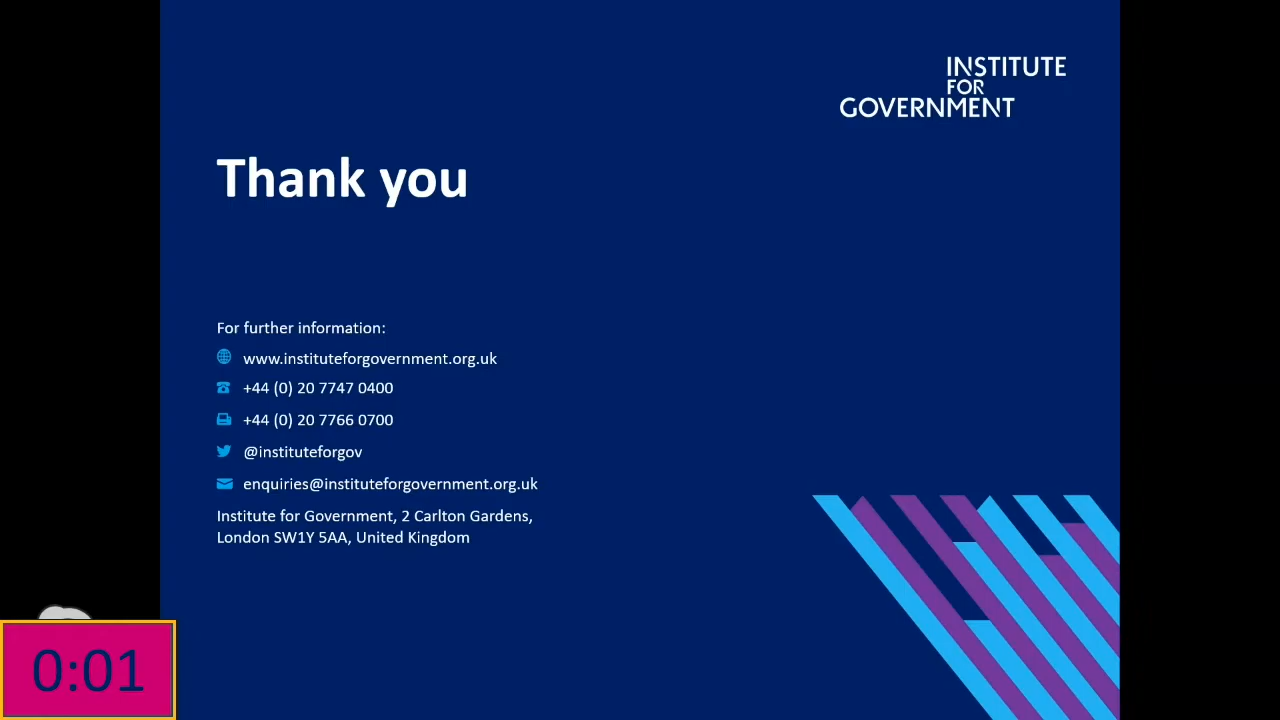 INSTITUTE
FOR
GOVERNMENT
Thank you
For further information:
www.instituteforgovernment.org.uk
+44 (0) 20 7747 0400
+44 (0) 20 7766 0700
@instituteforgov
enquiries@instituteforgovernment.org.uk
Institute for Government, 2 Carlton Gardens,
London SW1Y 5AA, United Kingdom
0:01